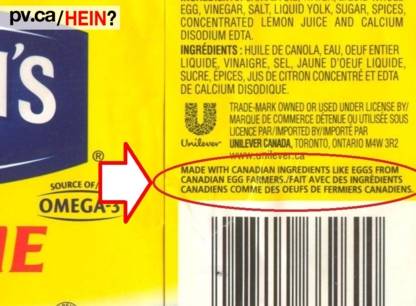 pv.ca/HEIN?
EGG, VINEGAR, SALT, LIQUID YOLK, SUGAR, SPICES,
CONCENTRATED LEMON JUICE AND CALCIUM
DISODIUM EDTA.
INGRÉDIENTS : HUILE DE CANOLA, EAU, OEUF ENTIER
LIQUIDE, VINAIGRE, SEL, JAUNE D'OEUF LIQUIDE,
SUCRE, ÉPICES, JUS DE CITRON CONCENTRÉ ET EDTA
DE CALCIUM DISODIQUE.
TRADE-MARK OWNED OR USED UNDER LICENSE BY/
MARQUE DE COMMERCE DÉTENUE OU UTILISÉE SOUS
LICENCE PAR/IMPORTED BY/IMPORTÉ PAR
Unilever UNILEVER CANADA, TORONTO, ONTARIO M4W 3R2
www.unilever.ca
MADE WITH CANADIAN INGREDIENTS LIKE EGGS FROM
CANADIAN EGG FARMERS./FAIT AVEC DES INGRÉDIENTS
CANADIENS COMME DES OEUFS DE FERMIERS CANADIENS.
'S
®
SOURCE OF/
OMEGA-3
IE